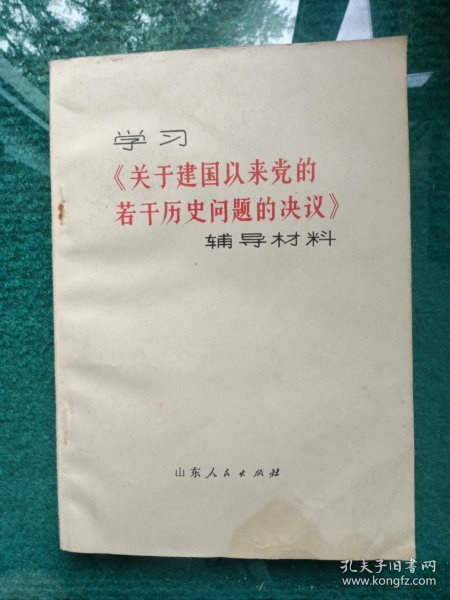 学习
《关于建国以来党的
若干历史问题的决议》
辅导材料
山东人民出版社
孔夫子旧书网
www.kongfz.com